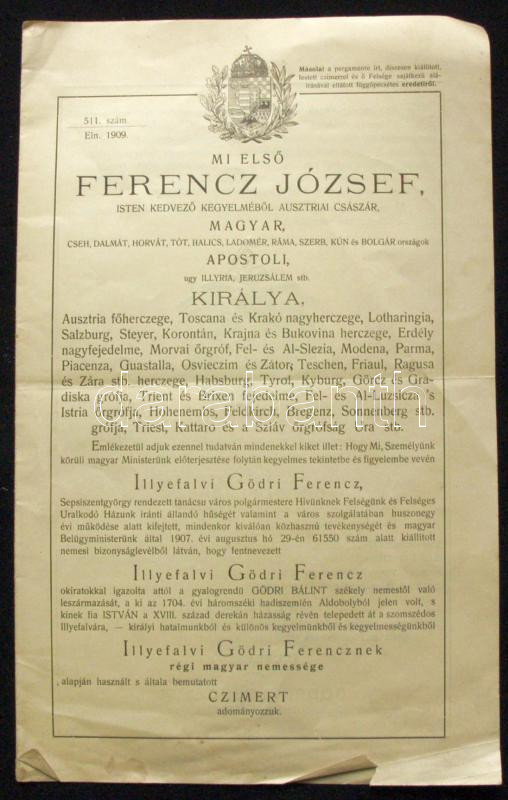 Másolat a pergamente irt, díszesen kiállított,
festett czimerrel és ő Felsége sajátkezü alá-
írásával ellátott függőpecsétes eredetiről.
511. szám
Eln. 1909.
MI ELSŐ
FERENCZ JÓZSEF,
ISTEN KEDVEZŐ KEGYELMÉBŐL AUSZTRIAI CSÁSZÁR,
MAGYAR,
CSEH, DALMÁT, HORVÁT, TÓT, HALICS, LADOMÉR, RÁMA, SZERB, KÚN és BOLGÁR országok
APOSTOLI,
ugy ILLYRIA, JERUZSÁLEM stb.
KIRÁLYA,
Ausztria főherczege, Toscana és Krakó nagyherczege, Lotharingia,
Salzburg, Steyer, Korontán, Krajna és Bukovina herczege, Erdély
nagyfejedelme, Morvai őrgróf, Fel- és Al-Slezia, Modena, Parma,
Piacenza, Guastalla, Osvieczim és Zátor, Teschen, Friaul, Ragusa
és Zára stb. herczege, Habsburg, Tyrol, Kyburg, Görcz és Gra-
diska grófja, Trient és Brixen fejedelme, Fel- és Al-Luzsicza 's
Istria őrgrófja, Hohenems, Feldkirch, Bregenz, Sonnenberg stb.
grófja, Triest, Kattaro és a Szláv őrgrófság Ura stb.
Emlékezetül adjuk ezennel tudatván mindenekkel kiket illet: Hogy Mi, Személyünk
körüli magyar Ministerünk előterjesztése folytán kegyelmes tekintetbe és figyelembe vevén
Illyefalvi Gödri Ferencz,
Sepsiszentgyörgy rendezett tanácsu város polgármestere Hívünknek Felségünk és Felséges
Uralkodó Házunk iránti állandó hűségét valamint a város szolgálatában huszonegy
évi működése alatt kifejtett, mindenkor kiválóan közhasznú tevékenységét és magyar
Belügyministerünk által 1907. évi augusztus hó 29-én 61550 szám alatt kiállított
nemesi bizonyságlevélből látván, hogy fentnevezett
Illyefalvi Gödri Ferencz
okiratokkal igazolta attól a gyalogrendü GÖDRI BÁLINT székely nemestől való
leszármazását, a ki az 1704. évi háromszéki hadiszemlén Aldobolyból jelen volt, s
kinek fia ISTVÁN a XVIII. század derekán házasság révén telepedett át a szomszédos
Illyefalvára, — királyi hatalmunkból és különös kegyelmünkből és kegyelmességünkből
Illyefalvi Gödri Ferencznek
régi magyar nemessége
alapján használt s általa bemutatott
CZIMERT
adományozzuk.
darabanth